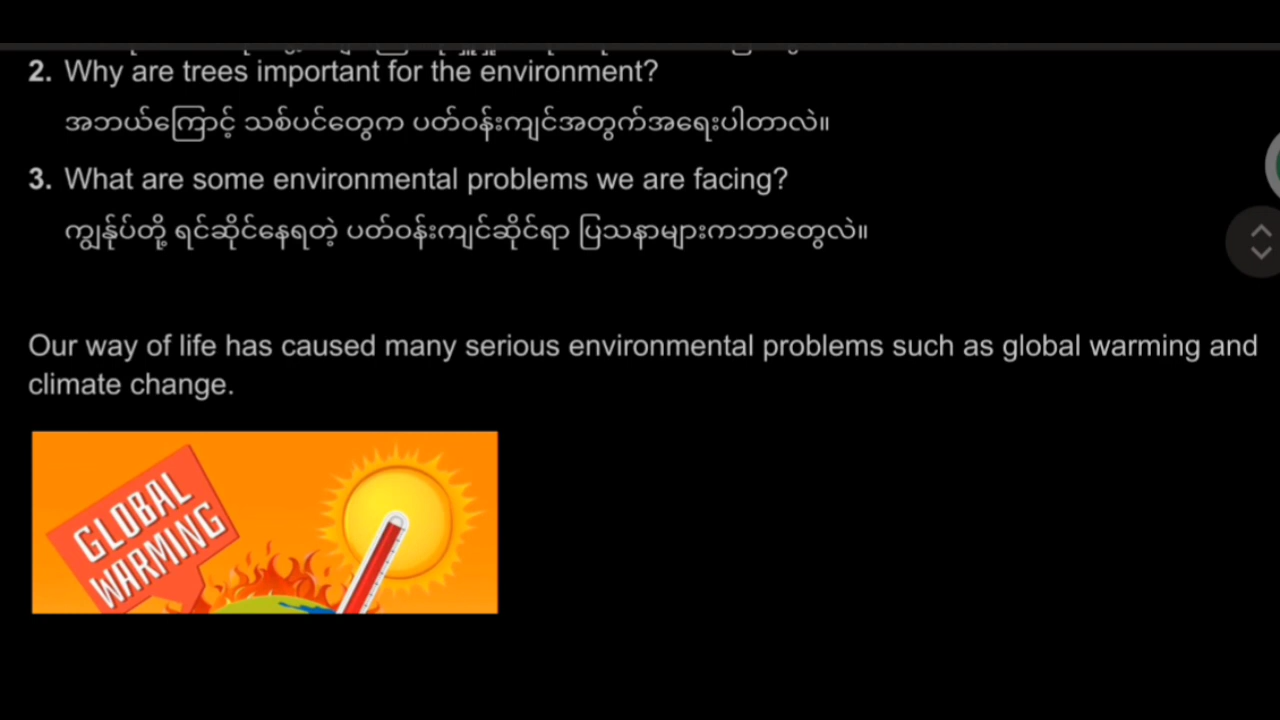 2. Why are trees important for the environment?
အဘယ်ကြောင့် သစ်ပင်တွေက ပတ်ဝန်းကျင်အတွက်အရေးပါတာလဲ။
3. What are some environmental problems we are facing?
ကျွန်ုပ်တို့ ရင်ဆိုင်နေရတဲ့ ပတ်ဝန်းကျင်ဆိုင်ရာ ပြသနာများကဘာတွေလဲ။
Our way of life has caused many serious environmental problems such as global warming and
climate change.
GLOBAL
WARMING